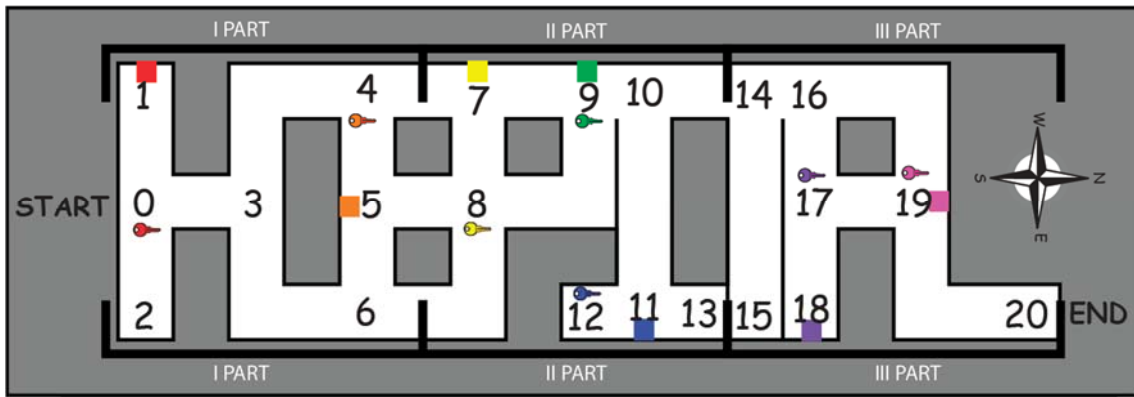 I PART II PART III PART
4 10 14 16
1 7 9
W
START 0 3 5 8 17 19 S N
E
2 6 12 11 13 15 18 20 END
I PART II PART III PART